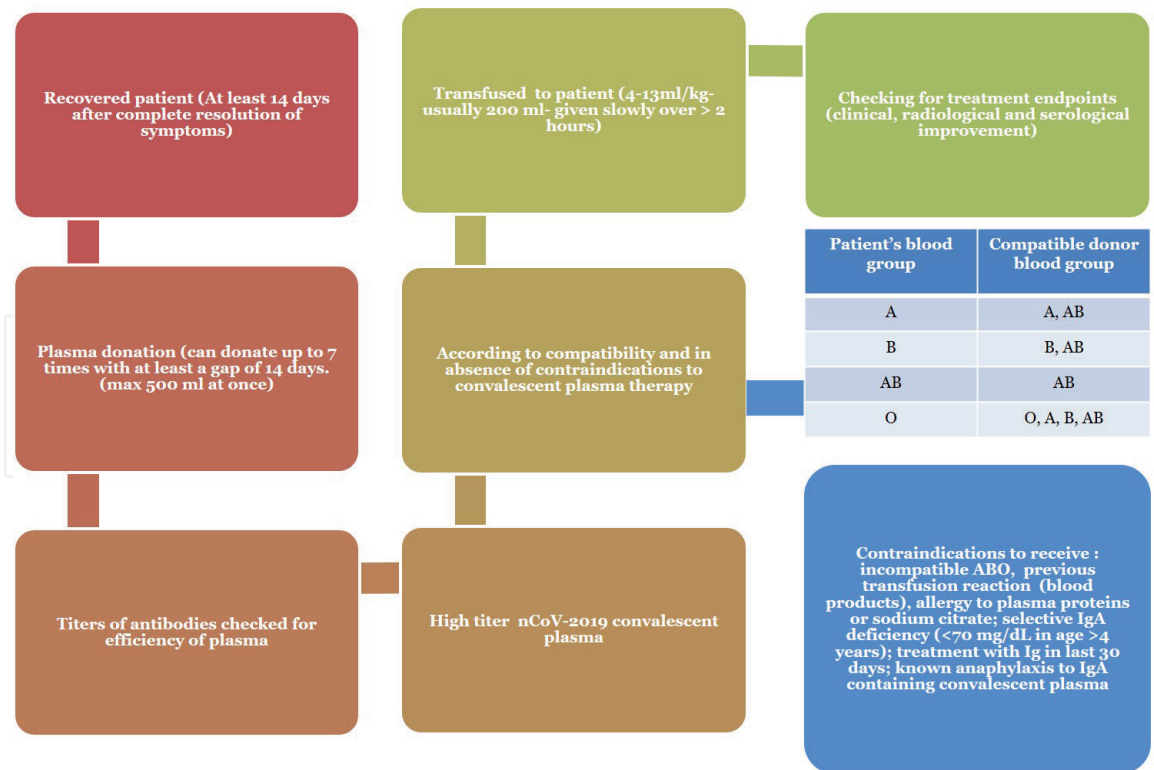 Recovered patient (At least 14 days
after complete resolution of
symptoms)
Plasma donation (can donate up to 7
times with at least a gap of 14 days.
(max 500 ml at once)
Titers of antibodies checked for
efficiency of plasma
High titer nCoV-2019 convalescent
plasma
According to compatibility and in
absence of contraindications to
convalescent plasma therapy
Transfused to patient (4-13ml/kg-
usually 200 ml- given slowly over > 2
hours)
Checking for treatment endpoints
(clinical, radiological and serological
improvement)
Patient's blood group Compatible donor blood group
A A, AB
B B, AB
AB AB
O O, A, B, AB
Contraindications to receive :
incompatible ABO, previous
transfusion reaction (blood
products), allergy to plasma proteins
or sodium citrate; selective IgA
deficiency (<70 mg/dL in age >4
years); treatment with Ig in last 30
days; known anaphylaxis to IgA
containing convalescent plasma